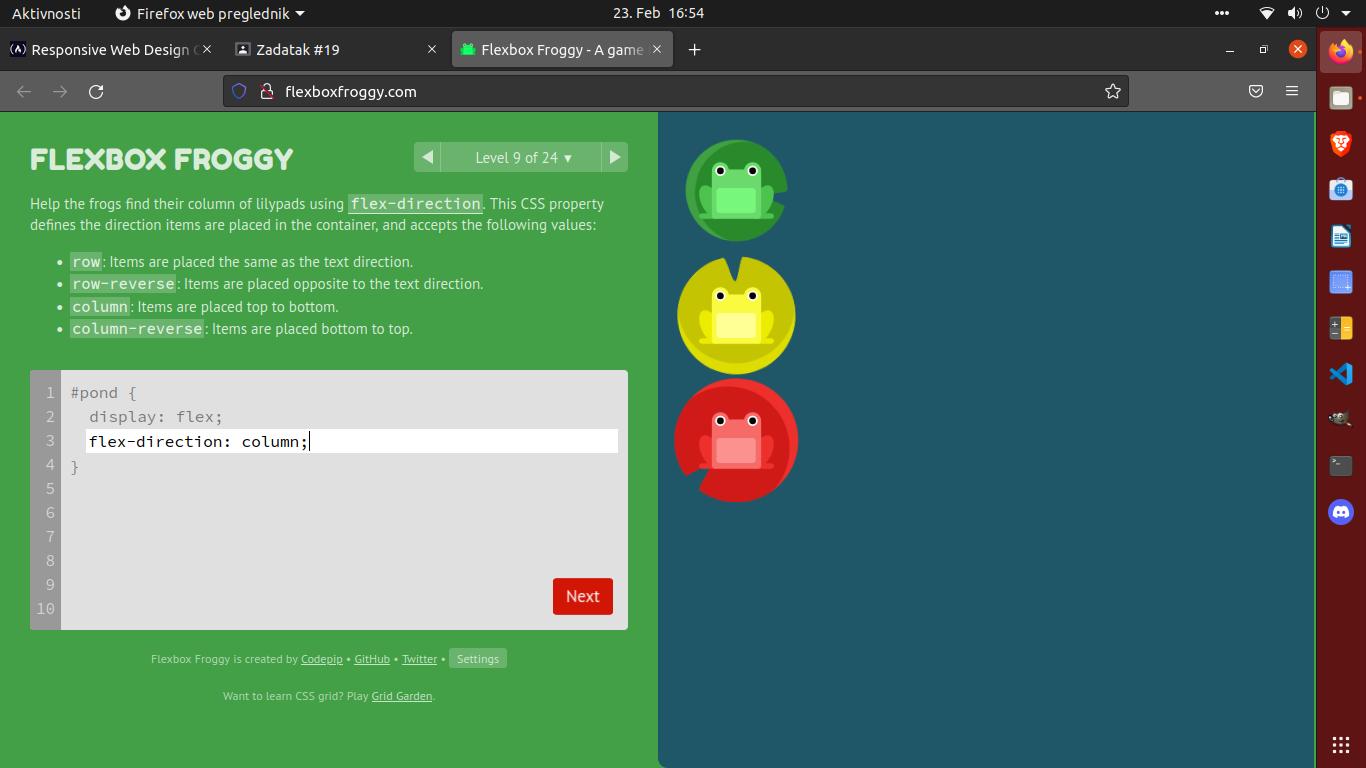 Aktivnosti
Firefox web preglednik
23. Feb 16:54
Responsive Web Design
Zadatak #19
Flexbox Froggy - A game
flexboxfroggy.com
FLEXBOX FROGGY
Level 9 of 24 ▾
Help the frogs find their column of lilypads using flex-direction. This CSS property
defines the direction items are placed in the container, and accepts the following values:
• row: Items are placed the same as the text direction.
• row-reverse: Items are placed opposite to the text direction.
• column: Items are placed top to bottom.
• column-reverse: Items are placed bottom to top.
1 #pond {
2 display: flex;
3 flex-direction: column;
4 }
5
6
7
8
9
10
Next
Flexbox Froggy is created by Codepip • GitHub • Twitter • Settings
Want to learn CSS grid? Play Grid Garden.